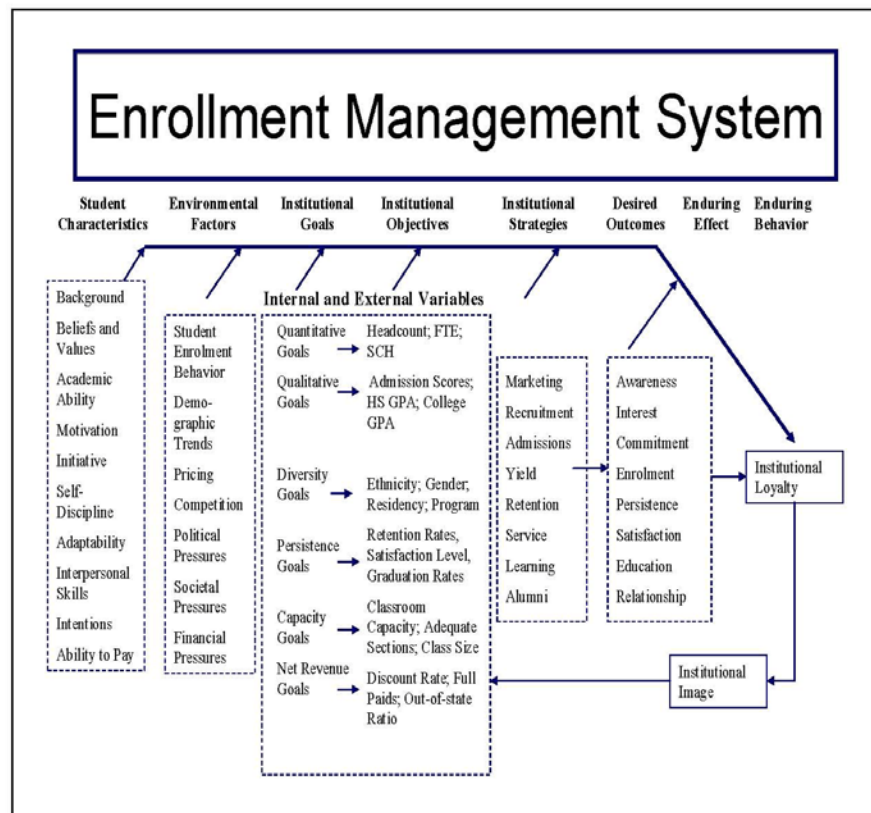 Enrollment Management System
Student
Characteristics
Environmental
Factors
Institutional
Goals
Institutional
Objectives
Institutional
Strategies
Desired
Outcomes
Enduring
Effect
Enduring
Behavior
Background
Beliefs and
Values
Academic
Ability
Motivation
Initiative
Self-
Discipline
Adaptability
Interpersonal
Skills
Intentions
Ability to Pay
Student
Enrolment
Behavior
Demo-
graphic
Trends
Pricing
Competition
Political
Pressures
Societal
Pressures
Financial
Pressures
Internal and External Variables
Quantitative
Goals
Headcount; FTE;
SCH
Qualitative
Goals
Admission Scores;
HS GPA; College
GPA
Diversity
Goals
Ethnicity; Gender;
Residency; Program
Persistence
Goals
Retention Rates,
Satisfaction Level,
Graduation Rates
Capacity
Goals
Classroom
Capacity; Adequate
Sections; Class Size
Net Revenue
Goals
Discount Rate; Full
Paids; Out-of-state
Ratio
Marketing
Recruitment
Admissions
Yield
Retention
Service
Learning
Alumni
Awareness
Interest
Commitment
Enrolment
Persistence
Satisfaction
Education
Relationship
Institutional
Loyalty
Institutional
Image